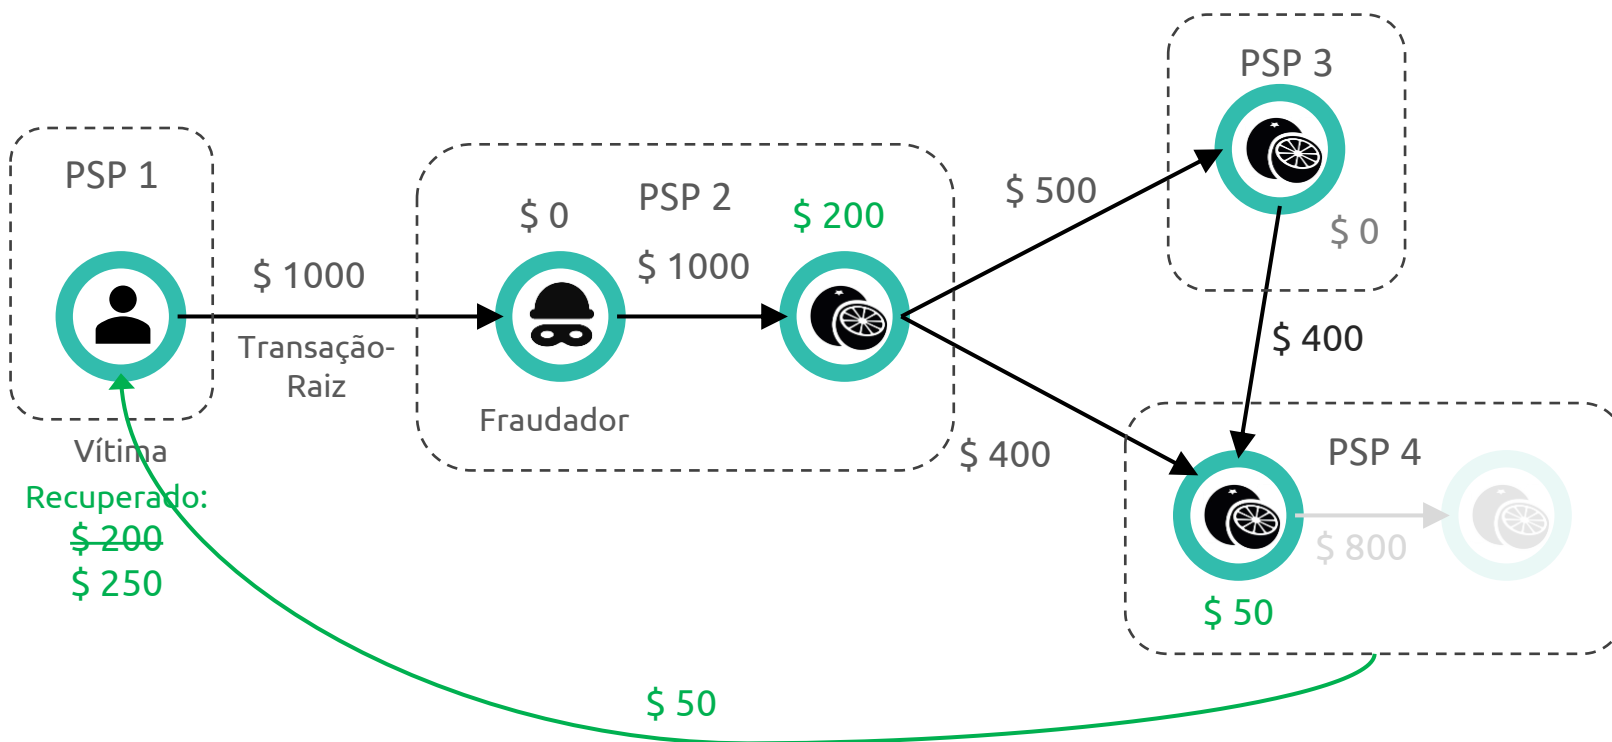 PSP 1
$ 1000
Transação-
Raiz
Vítima
Recuperado:
$ 200
$ 250
PSP 2
$ 0
$ 1000
$ 200
Fraudador
$ 500
$ 400
PSP 3
$ 0
$ 400
PSP 4
$ 800
$ 50
$ 50